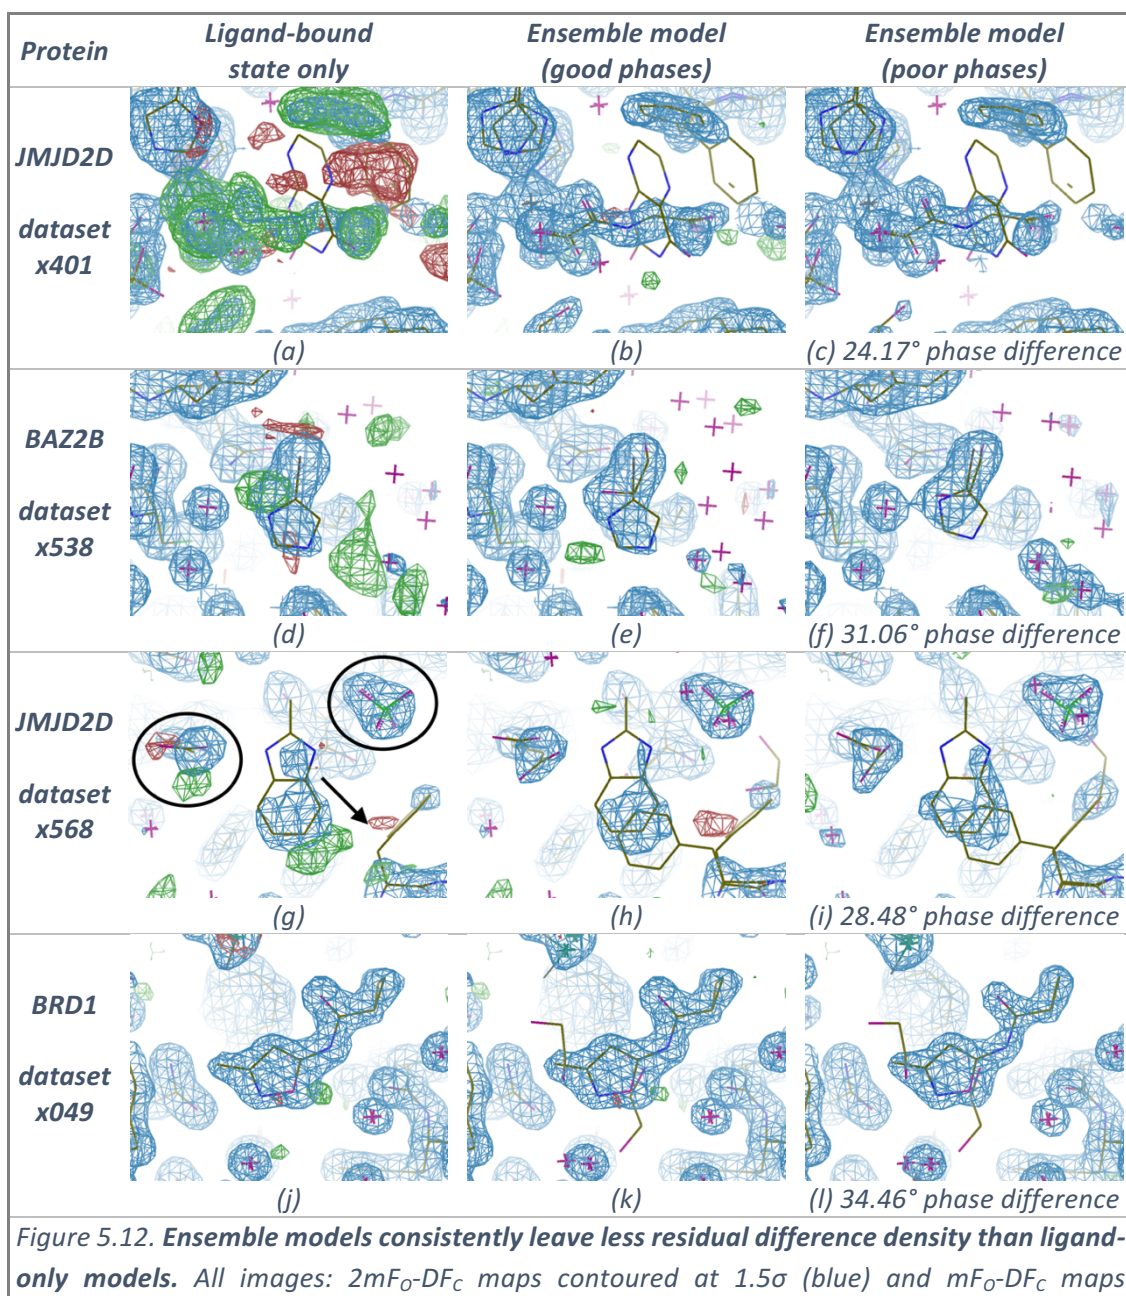 Protein
Ligand-bound
state only
Ensemble model
(good phases)
Ensemble model
(poor phases)
JMJD2D
dataset
x401
(a)
(b)
(c) 24.17° phase difference
BAZ2B
dataset
x538
(d)
(e)
(f) 31.06° phase difference
JMJD2D
dataset
x568
(g)
(h)
(i) 28.48° phase difference
BRD1
dataset
x049
(j)
(k)
(l) 34.46° phase difference
Figure 5.12. Ensemble models consistently leave less residual difference density than ligand-
only models. All images: 2mFO-DFC maps contoured at 1.5σ (blue) and mFO-DFC maps